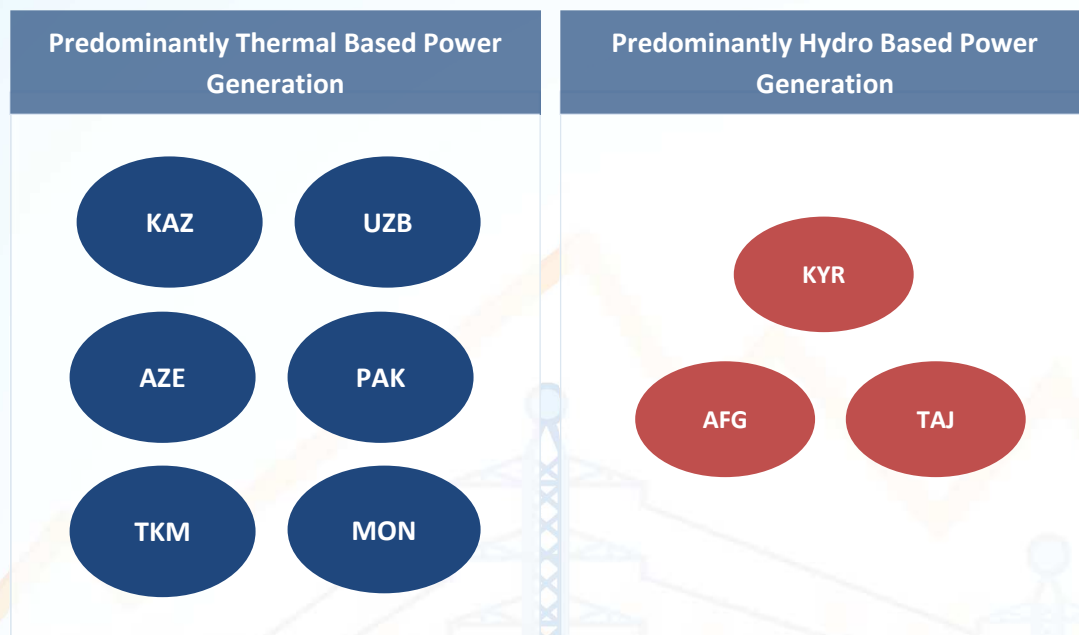 Predominantly Thermal Based Power
Generation
KAZ
UZB
AZE
PAK
TKM
MON
Predominantly Hydro Based Power
Generation
KYR
AFG
TAJ